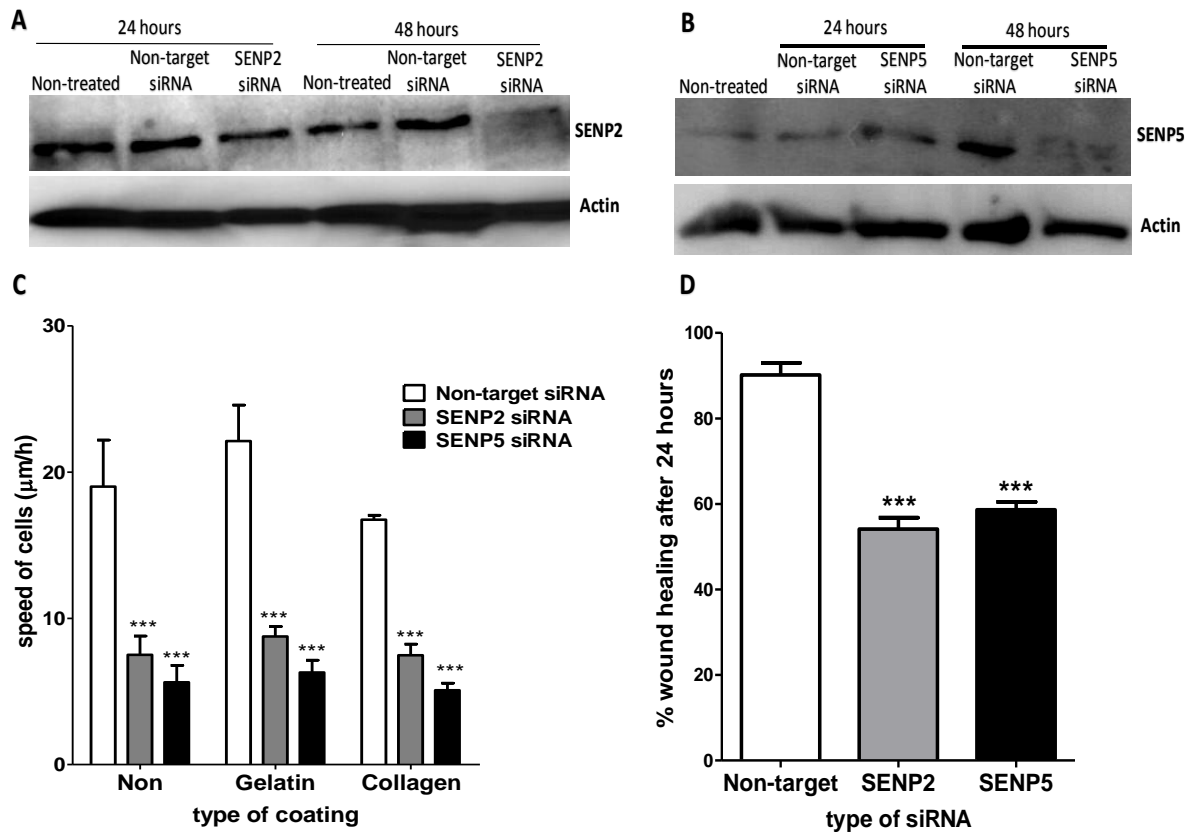 A
24 hours
48 hours
Non-treated
Non-target
siRNA
SENP2
siRNA
Non-treated
Non-target
siRNA
SENP2
siRNA
SENP2
Actin
B
24 hours
48 hours
Non-treated
Non-target
siRNA
SENP5
siRNA
Non-target
siRNA
SENP5
siRNA
SENP5
Actin
C
speed of cells (µm/h)
30
20
10
0
Non-target siRNA
SENP2 siRNA
SENP5 siRNA
***
***
***
***
***
***
Non
Gelatin
Collagen
type of coating
D
% wound healing after 24 hours
100
80
60
40
20
0
***
***
Non-target
SENP2
SENP5
type of siRNA